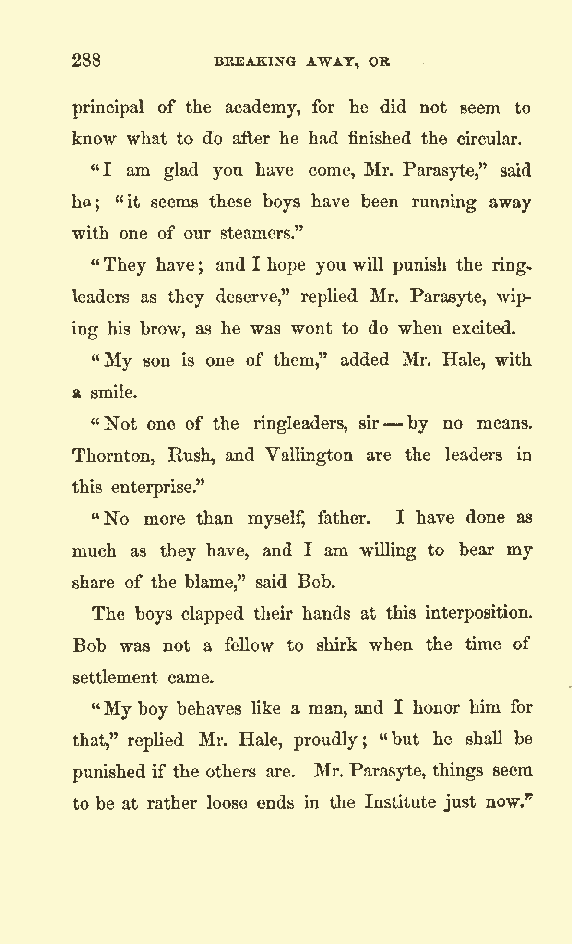 288 BREAKING AWAY, OR
principal of the academy, for he did not seem to
know what to do after he had finished the circular.
“I am glad you have come, Mr. Parasyte,” said
he; “it seems these boys have been running away
with one of our steamers.”
“They have; and I hope you will punish the ring-
leaders as they deserve,” replied Mr. Parasyte, wip-
ing his brow, as he was wont to do when excited.
“My son is one of them,” added Mr. Hale, with
a smile.
“Not one of the ringleaders, sir — by no means.
Thornton, Rush, and Vallington are the leaders in
this enterprise.”
“No more than myself, father. I have done as
much as they have, and I am willing to bear my
share of the blame,” said Bob.
The boys clapped their hands at this interposition.
Bob was not a fellow to shirk when the time of
settlement came.
“My boy behaves like a man, and I honor him for
that,” replied Mr. Hale, proudly; “but he shall be
punished if the others are. Mr. Parasyte, things seem
to be at rather loose ends in the Institute just now.”